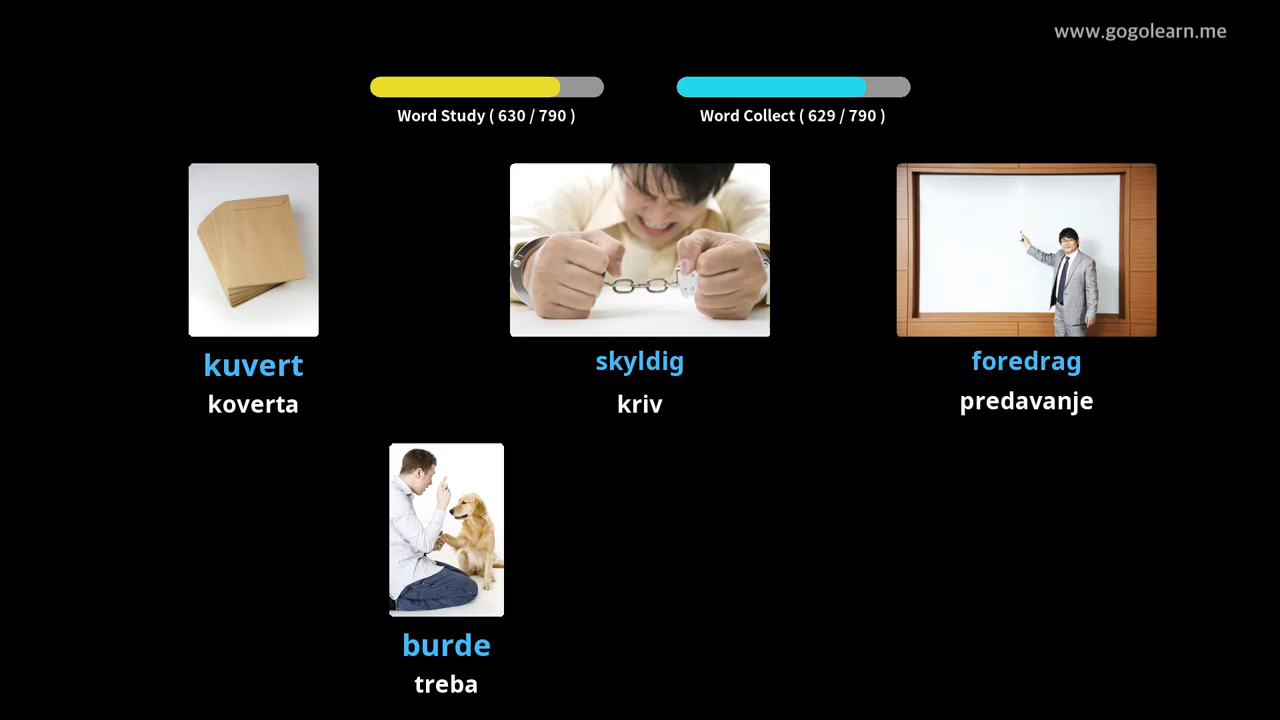 www.gogolearn.me
Word Study ( 630 / 790 )
Word Collect ( 629 / 790 )
kuvert
koverta
skyldig
kriv
foredrag
predavanje
burde
treba